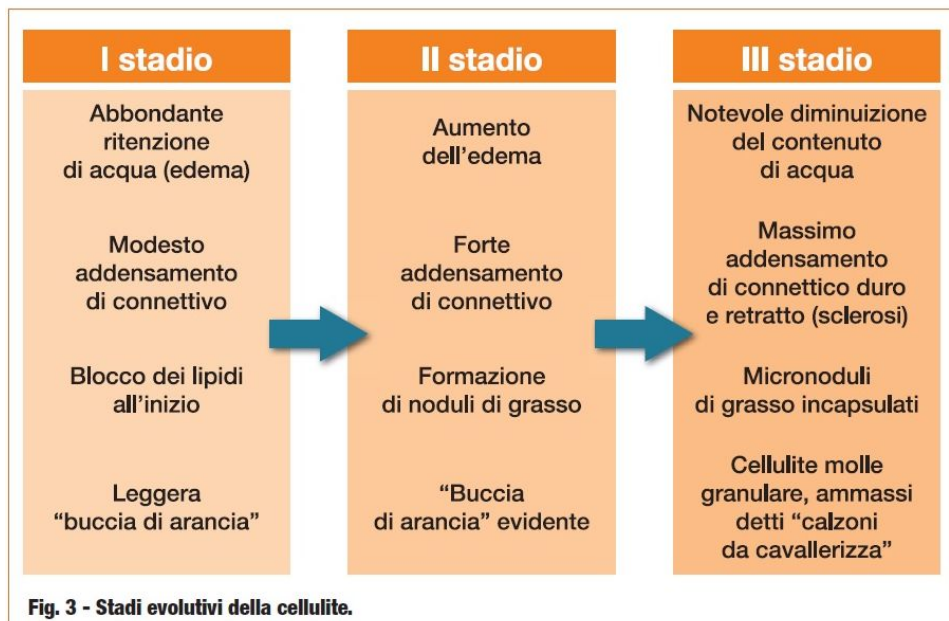 I stadio
Abbondante
ritenzione
di acqua (edema)
Modesto
addensamento
di connettivo
Blocco dei lipidi
all'inizio
Leggera
“buccia di arancia”
II stadio
Aumento
dell'edema
Forte
addensamento
di connettivo
Formazione
di noduli di grasso
“Buccia
di arancia” evidente
III stadio
Notevole diminuizione
del contenuto
di acqua
Massimo
addensamento
di connettico duro
e retratto (sclerosi)
Micronoduli
di grasso incapsulati
Cellulite molle
granulare, ammassi
detti “calzoni
da cavallerizza”
Fig. 3 - Stadi evolutivi della cellulite.